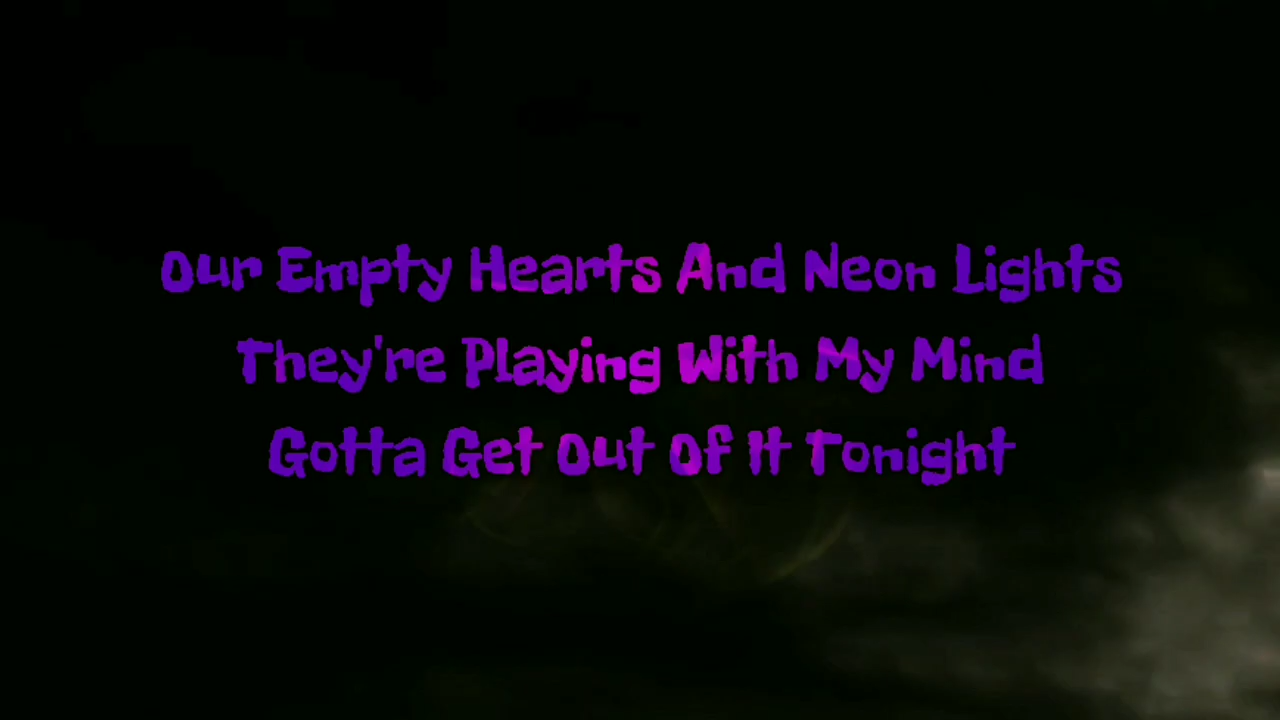 Our Empty Hearts And Neon Lights
They're Playing With My Mind
Gotta Get Out Of It Tonight